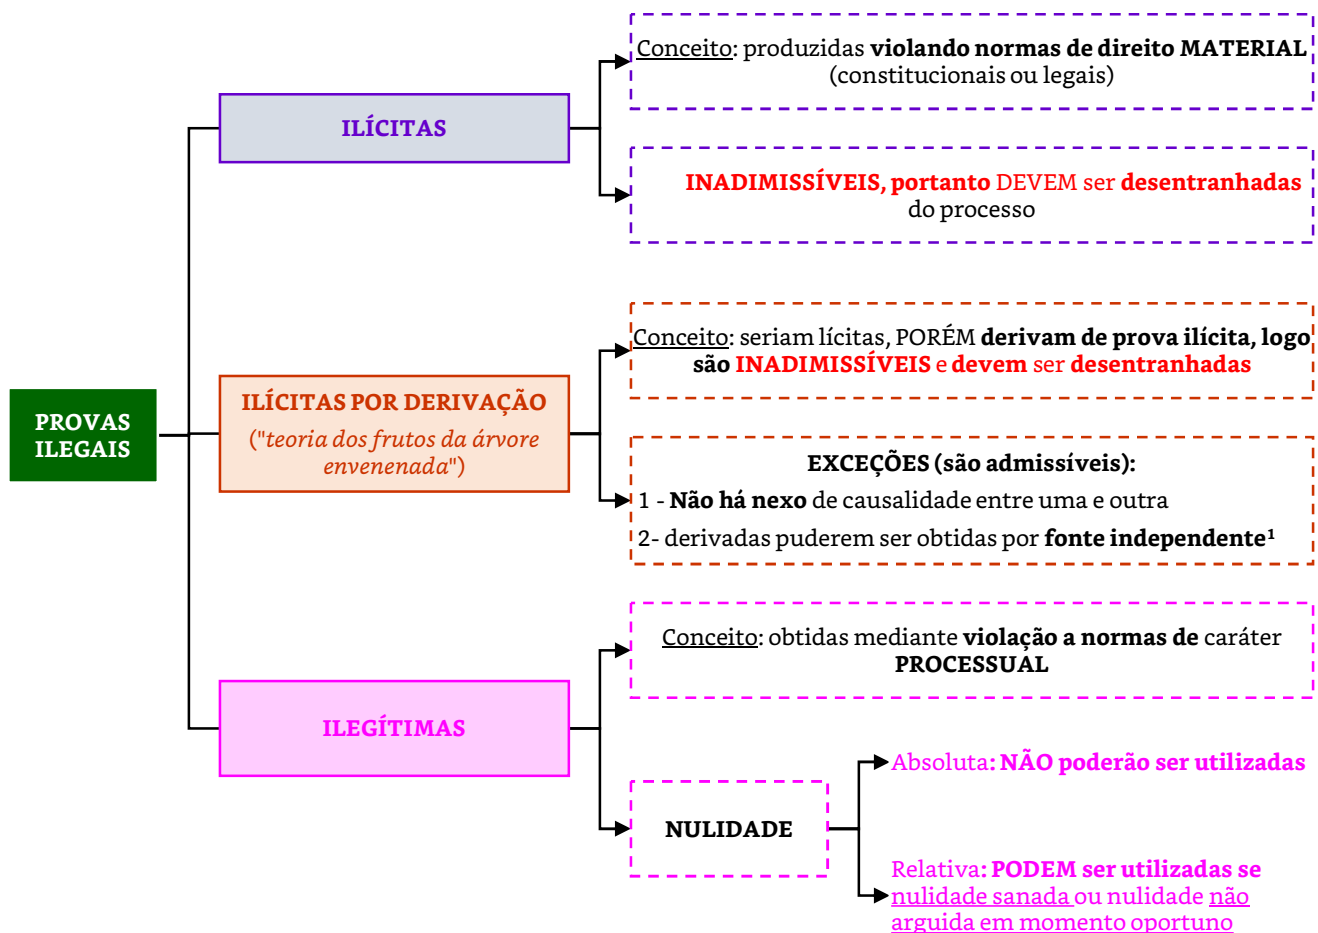 PROVAS
ILEGAIS
ILÍCITAS
Conceito: produzidas violando normas de direito MATERIAL
(constitucionais ou legais)
INADIMISSÍVEIS, portanto DEVEM ser desentranhadas
do processo
ILÍCITAS POR DERIVAÇÃO
("teoria dos frutos da árvore
envenenada")
Conceito: seriam lícitas, PORÉM derivam de prova ilícita, logo
são INADIMISSÍVEIS e devem ser desentranhadas
EXCEÇÕES (são admissíveis):
1 - Não há nexo de causalidade entre uma e outra
2- derivadas puderem ser obtidas por fonte independente¹
ILEGÍTIMAS
Conceito: obtidas mediante violação a normas de caráter
PROCESSUAL
NULIDADE
Absoluta: NÃO poderão ser utilizadas
Relativa: PODEM ser utilizadas se
nulidade sanada ou nulidade não
arguida em momento oportuno